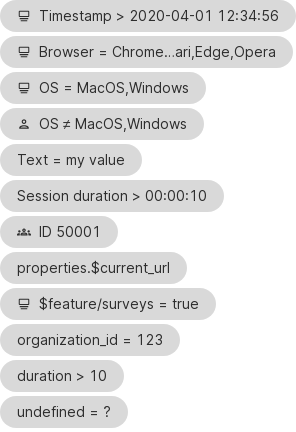 Timestamp > 2020-04-01 12:34:56
Browser = Chrome...ari,Edge,Opera
OS = MacOS,Windows
OS ≠ MacOS,Windows
Text = my value
Session duration > 00:00:10
ID 50001
properties.$current_url
$feature/surveys = true
organization_id = 123
duration > 10
undefined = ?